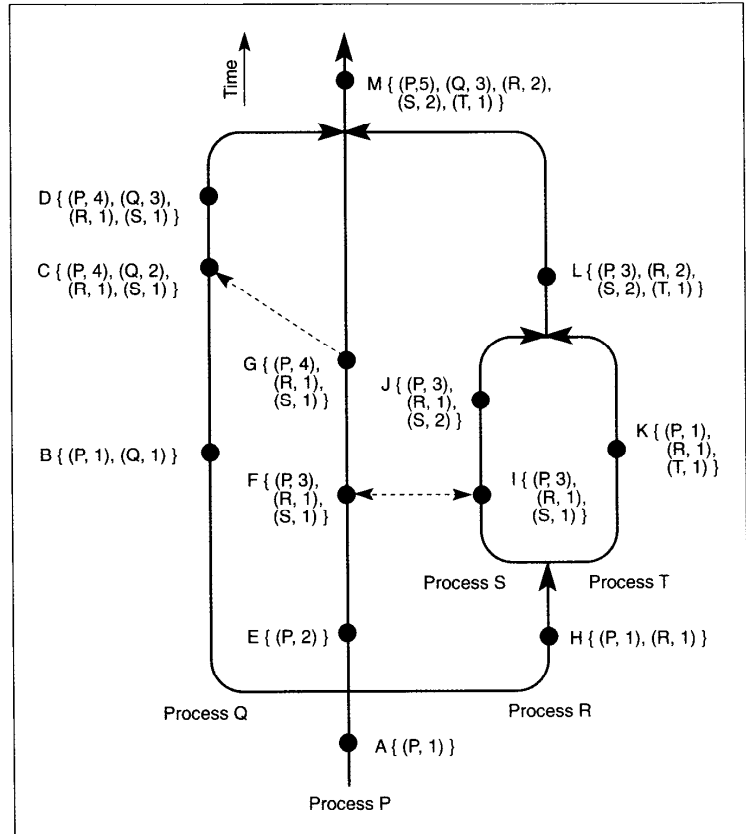 Time
M { (P,5), (Q, 3), (R, 2),
(S, 2), (T, 1) }
D { (P, 4), (Q, 3),
(R, 1), (S, 1) }
C { (P, 4), (Q, 2),
(R, 1), (S, 1) }
L { (P, 3), (R, 2),
(S, 2), (T, 1) }
G { (P, 4),
(R, 1),
(S, 1) }
J { (P, 3),
(R, 1),
(S, 2) }
B { (P, 1), (Q, 1) }
K { (P, 1),
(R, 1),
(T, 1) }
F { (P, 3),
(R, 1),
(S, 1) }
I { (P, 3),
(R, 1),
(S, 1) }
Process S
Process T
E { (P, 2) }
H { (P, 1), (R, 1) }
Process Q
Process R
A { (P, 1) }
Process P